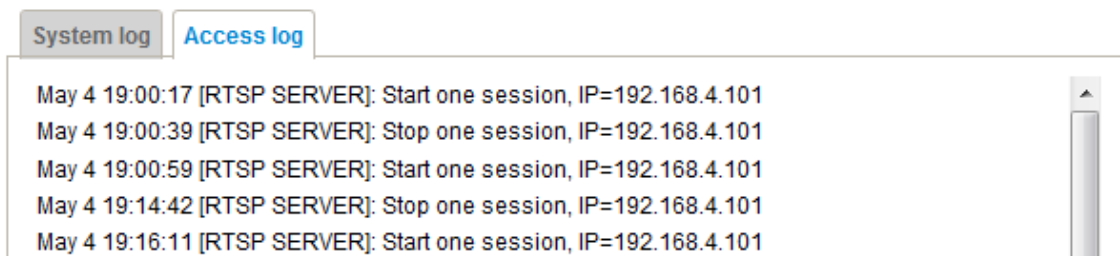 System log Access log
May 4 19:00:17 [RTSP SERVER]: Start one session, IP=192.168.4.101
May 4 19:00:39 [RTSP SERVER]: Stop one session, IP=192.168.4.101
May 4 19:00:59 [RTSP SERVER]: Start one session, IP=192.168.4.101
May 4 19:14:42 [RTSP SERVER]: Stop one session, IP=192.168.4.101
May 4 19:16:11 [RTSP SERVER]: Start one session, IP=192.168.4.101